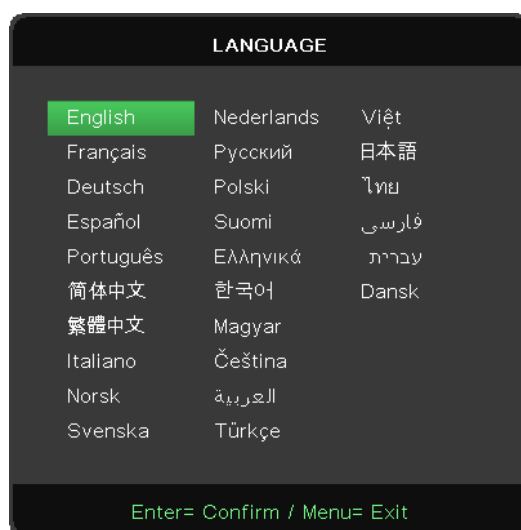 LANGUAGE
English
Français
Deutsch
Español
Português
简体中文
繁體中文
Italiano
Norsk
Svenska
Nederlands
Русский
Polski
Suomi
Ελληνικά
한국어
Magyar
Čeština
العربية
Türkçe
Việt
日本語
ไทย
فارسی
עברית
Dansk
Enter= Confirm / Menu= Exit